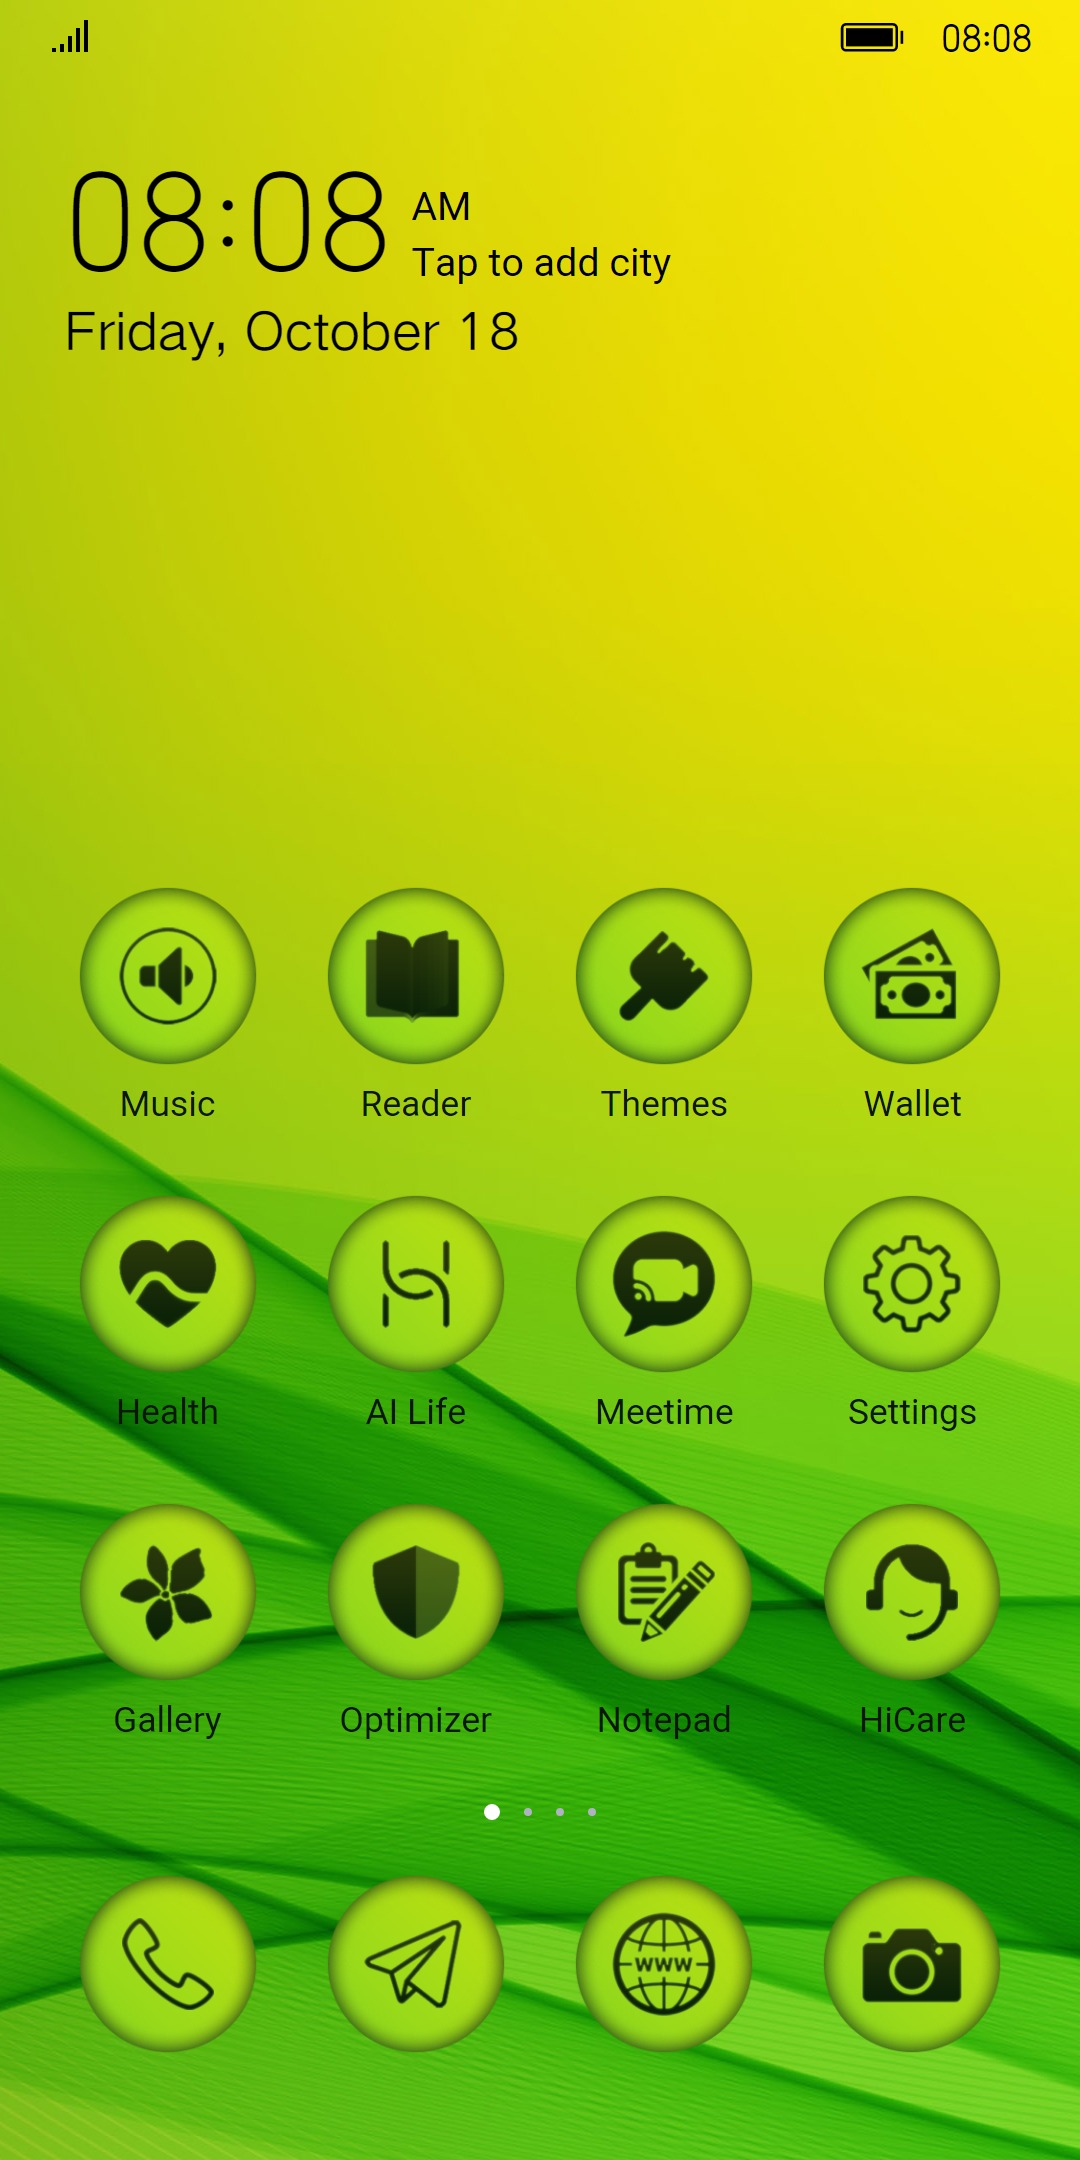 08:08
08:08
AM
Tap to add city
Friday, October 18
Music
Reader
Themes
Wallet
Health
AI Life
Meetime
Settings
Gallery
Optimizer
Notepad
HiCare
www